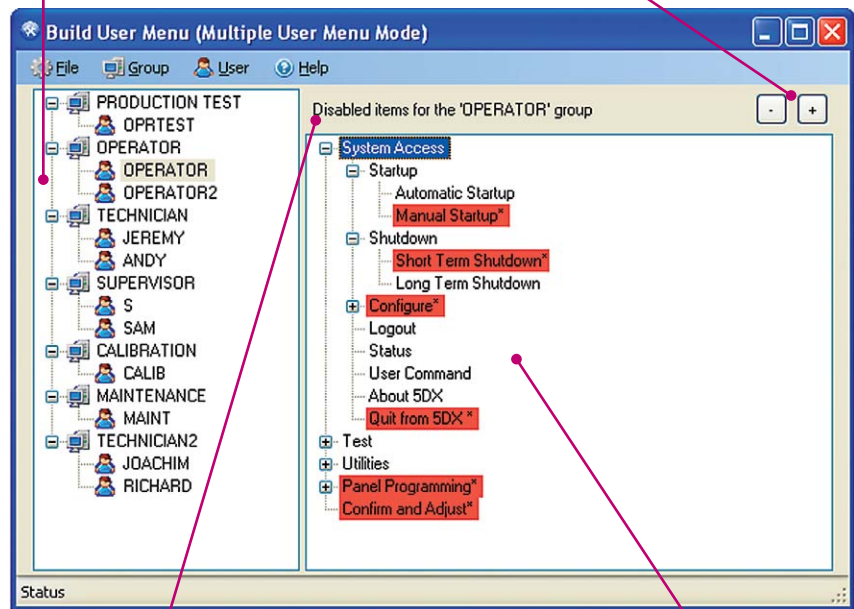 Build User Menu (Multiple User Menu Mode)
File Group User Help
PRODUCTION TEST
OPRTEST
OPERATOR
OPERATOR
OPERATOR2
TECHNICIAN
JEREMY
ANDY
SUPERVISOR
S
SAM
CALIBRATION
CALIB
MAINTENANCE
MAINT
TECHNICIAN2
JOACHIM
RICHARD
Disabled items for the 'OPERATOR' group
- +
System Access
Startup
Automatic Startup
Manual Startup*
Shutdown
Short Term Shutdown*
Long Term Shutdown
Configure*
Logout
Status
User Command
About 5DX
Quit from 5DX *
Test
Utilities
Panel Programming*
Confirm and Adjust*
Status